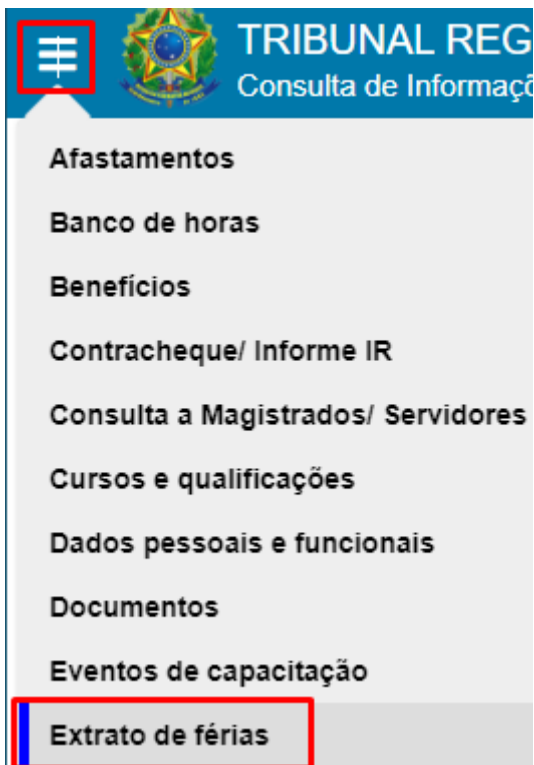 TRIBUNAL REG
Consulta de Informaçõ
Afastamentos
Banco de horas
Benefícios
Contracheque/ Informe IR
Consulta a Magistrados/ Servidores
Cursos e qualificações
Dados pessoais e funcionais
Documentos
Eventos de capacitação
Extrato de férias